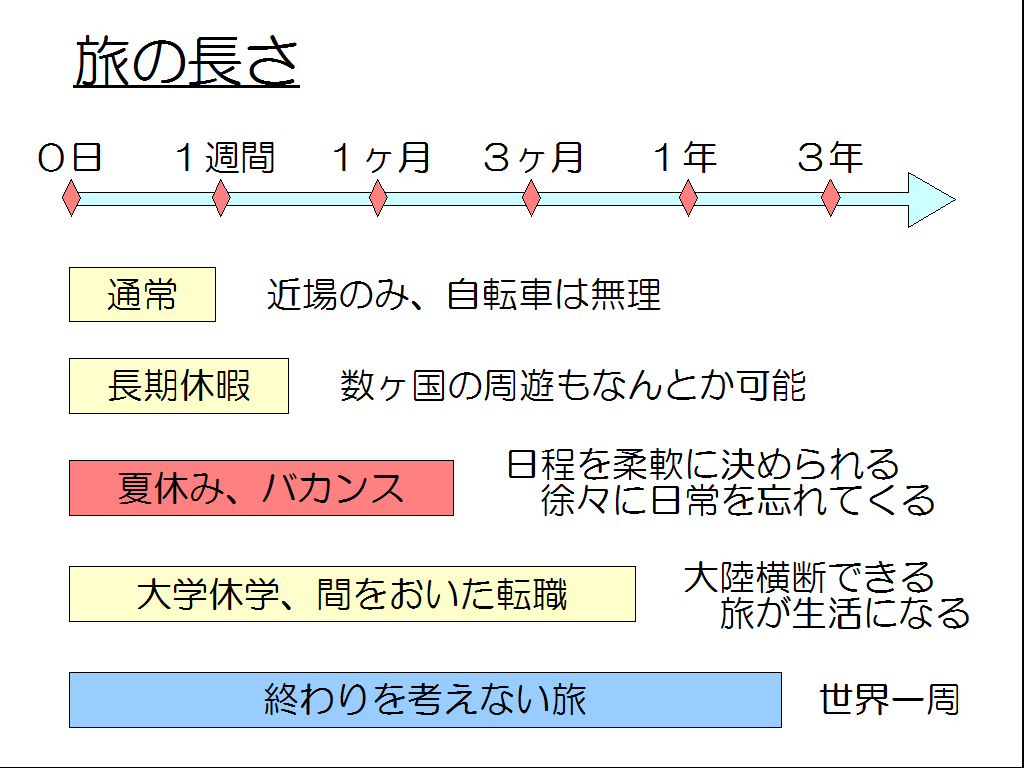 旅の長さ
０日 １週間 １ヶ月 ３ヶ月 １年 ３年
通常 近場のみ、自転車は無理
長期休暇 数ヶ国の周遊もなんとか可能
夏休み、バカンス 日程を柔軟に決められる
徐々に日常を忘れてくる
大学休学、間をおいた転職 大陸横断できる
旅が生活になる
終わりを考えない旅 世界一周